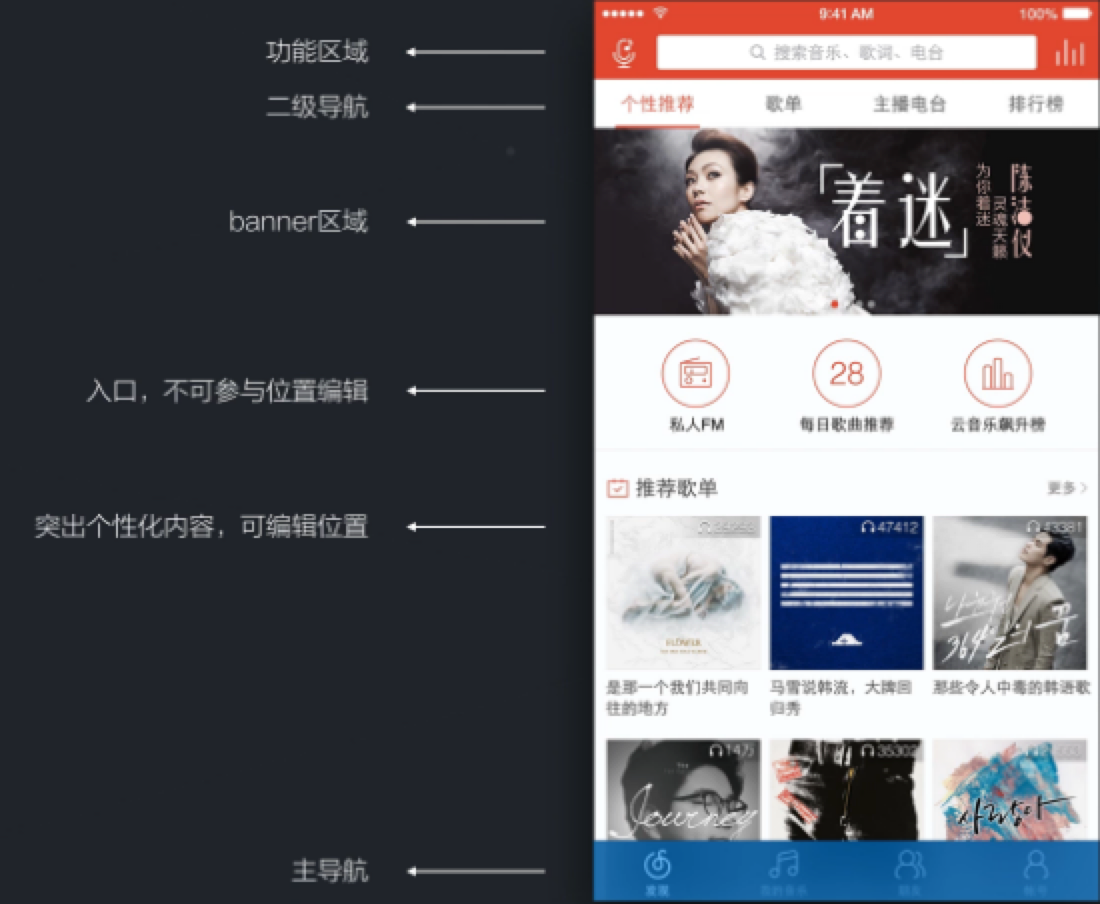 9:41 AM 100%
功能区域
搜索音乐、歌词、电台
二级导航
个性推荐 歌单 主播电台 排行榜
banner区域
「着迷」
为你着迷
灵魂天籁
陈洁仪
入口，不可参与位置编辑
28
私人FM 每日歌曲推荐 云音乐飙升榜
突出个性化内容，可编辑位置
推荐歌单 更多
47412
43381
是那一个我们共同向
往的地方
马雪说韩流，大牌回
归秀
那些令人中毒的韩语歌
14万
35302
Journey
사랑아
主导航
发现 我的音乐 朋友 帐号